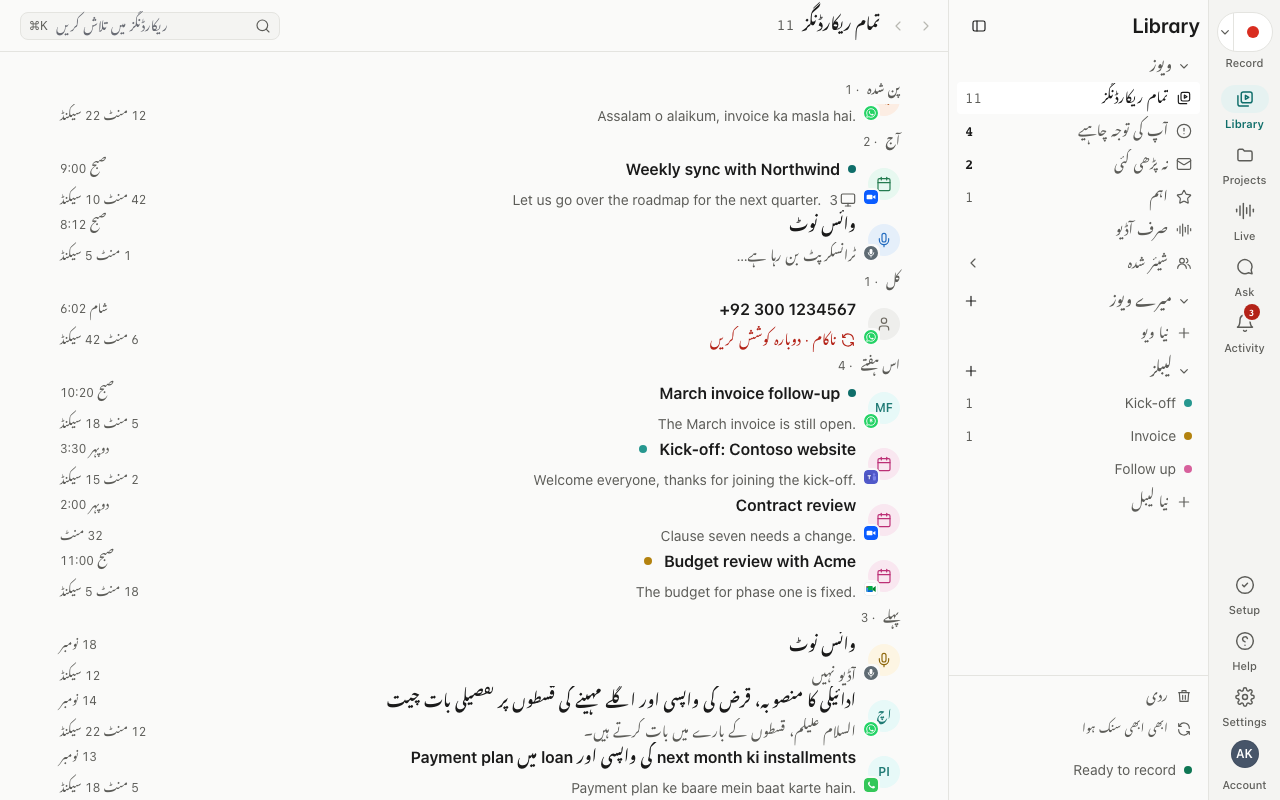 Record
Library
Projects
Live
Ask
3
Activity
Setup
Help
Settings
AK
Account
Library
ویوز
تمام ریکارڈنگز 11
آپ کی توجہ چاہیے 4
نہ پڑھی گئی 2
اہم 1
صرف آڈیو
شیئر شدہ
میرے ویوز
نیا ویو
لیبلز
Kick-off 1
Invoice 1
Follow up
نیا لیبل
ردی
ابھی ابھی سنک ہوا
Ready to record
تمام ریکارڈنگز 11
ریکارڈنگز میں تلاش کریں ⌘K
پن شدہ · 1
Assalam o alaikum, invoice ka masla hai.
12 منٹ 22 سیکنڈ
آج · 2
Weekly sync with Northwind
9:00 صبح
3 Let us go over the roadmap for the next quarter.
42 منٹ 10 سیکنڈ
وائس نوٹ
8:12 صبح
ٹرانسکرپٹ بن رہا ہے...
1 منٹ 5 سیکنڈ
کل · 1
+92 300 1234567
6:02 شام
ناکام · دوبارہ کوشش کریں
6 منٹ 42 سیکنڈ
اس ہفتے · 4
MF
March invoice follow-up
10:20 صبح
The March invoice is still open.
5 منٹ 18 سیکنڈ
Kick-off: Contoso website
3:30 دوپہر
Welcome everyone, thanks for joining the kick-off.
2 منٹ 15 سیکنڈ
Contract review
2:00 دوپہر
Clause seven needs a change.
32 منٹ
Budget review with Acme
11:00 صبح
The budget for phase one is fixed.
18 منٹ 5 سیکنڈ
پہلے · 3
وائس نوٹ
18 نومبر
آڈیو نہیں
12 سیکنڈ
اچ
ادائیگی کا منصوبہ، قرض کی واپسی اور اگلے مہینے کی قسطوں پر تفصیلی بات چیت
14 نومبر
السلام علیکم، قسطوں کے بارے میں بات کرتے ہیں۔
12 منٹ 22 سیکنڈ
PI
Payment plan میں loan کی واپسی اور next month ki installments
13 نومبر
Payment plan ke baare mein baat karte hain.
5 منٹ 18 سیکنڈ